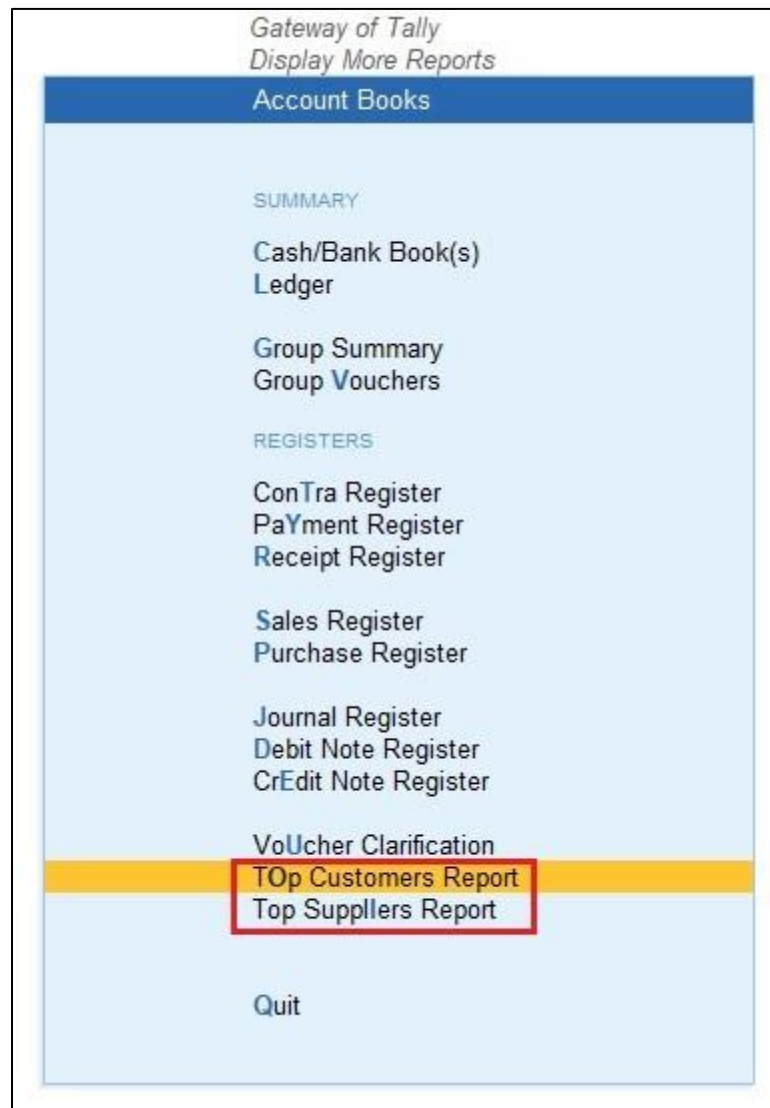 Gateway of Tally
Display More Reports
Account Books
SUMMARY
Cash/Bank Book(s)
Ledger
Group Summary
Group Vouchers
REGISTERS
ConTra Register
PaYment Register
Receipt Register
Sales Register
Purchase Register
Journal Register
Debit Note Register
CrEdit Note Register
VoUcher Clarification
TOp Customers Report
Top SupplIers Report
Quit